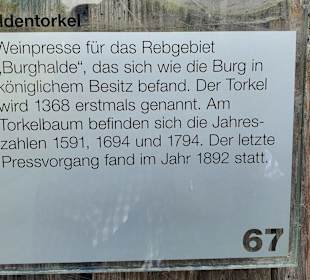 ldentorkel
Weinpresse für das Rebgebiet
„Burghalde“, das sich wie die Burg in
königlichem Besitz befand. Der Torkel
wird 1368 erstmals genannt. Am
Torkelbaum befinden sich die Jahres-
zahlen 1591, 1694 und 1794. Der letzte
Pressvorgang fand im Jahr 1892 statt.
67